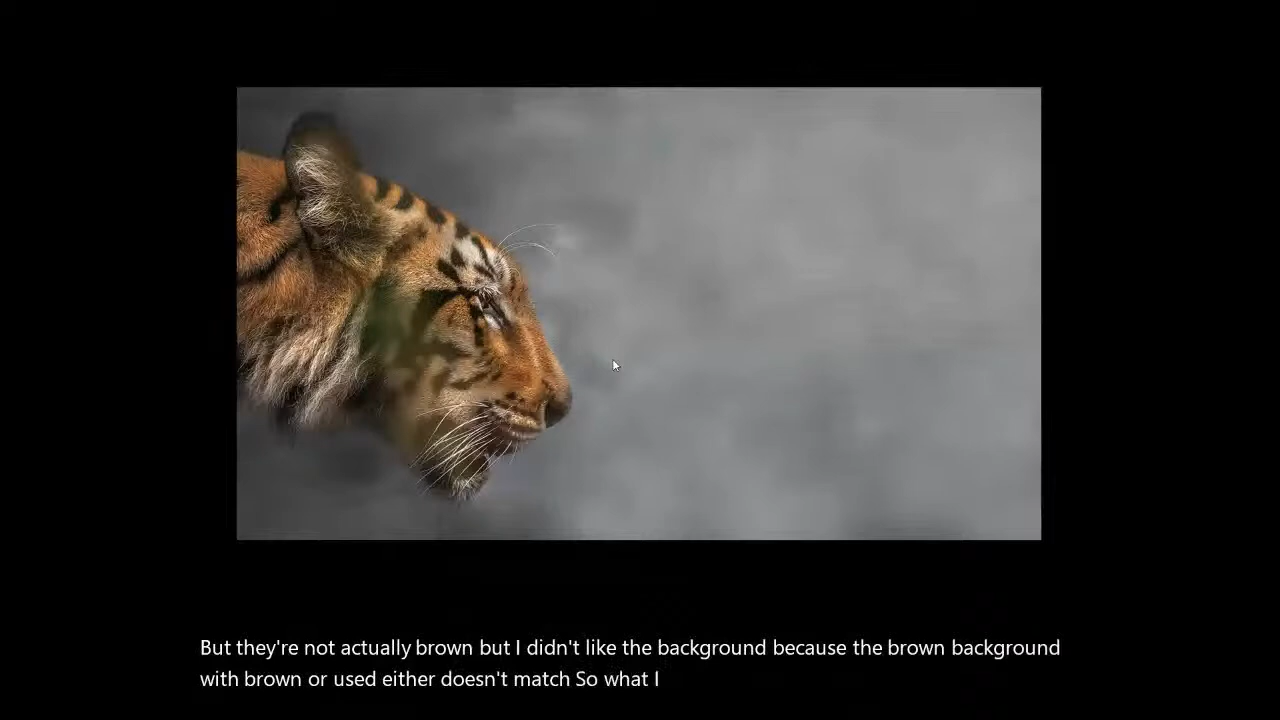 But they're not actually brown but I didn't like the background because the brown background
with brown or used either doesn't match So what I